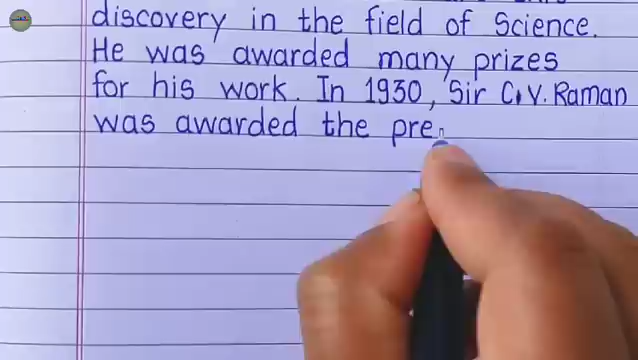 discovery in the field of Science.
He was awarded many prizes
for his work. In 1930, Sir C.V. Raman
was awarded the pre